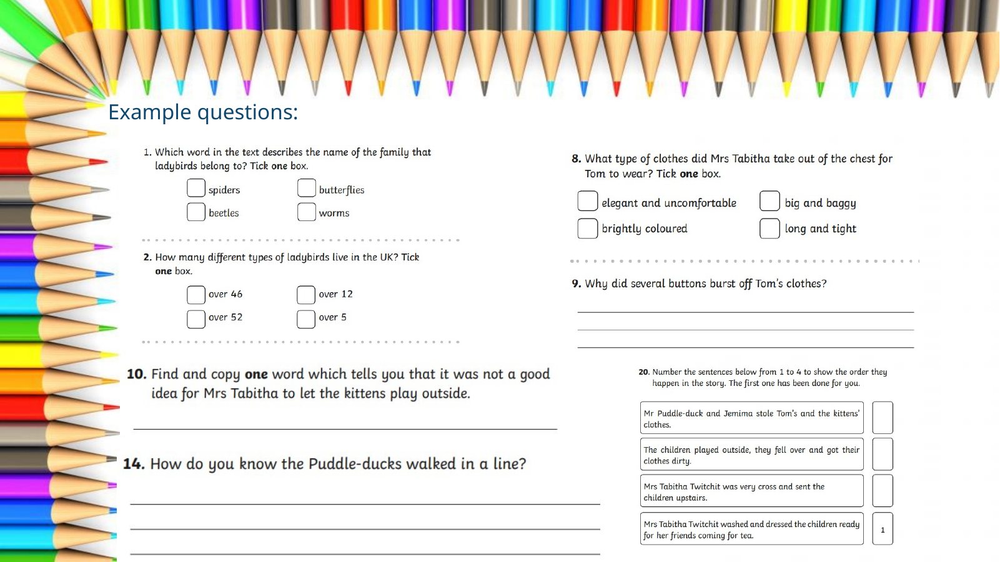 Example questions:
1. Which word in the text describes the name of the family that
ladybirds belong to? Tick one box.
spiders butterflies
beetles worms
2. How many different types of ladybirds live in the UK? Tick
one box.
over 46 over 12
over 52 over 5
10. Find and copy one word which tells you that it was not a good
idea for Mrs Tabitha to let the kittens play outside.
14. How do you know the Puddle-ducks walked in a line?
8. What type of clothes did Mrs Tabitha take out of the chest for
Tom to wear? Tick one box.
elegant and uncomfortable big and baggy
brightly coloured long and tight
9. Why did several buttons burst off Tom's clothes?
20. Number the sentences below from 1 to 4 to show the order they
happen in the story. The first one has been done for you.
Mr Puddle-duck and Jemima stole Tom's and the kittens'
clothes.
The children played outside, they fell over and got their
clothes dirty.
Mrs Tabitha Twitchit was very cross and sent the
children upstairs.
Mrs Tabitha Twitchit washed and dressed the children ready
for her friends coming for tea.
1